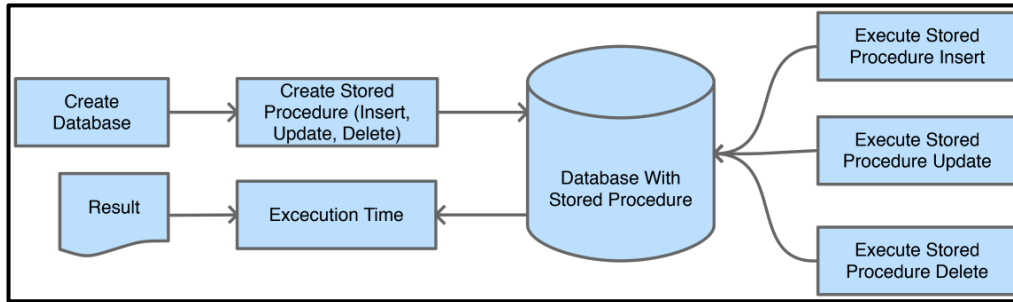 Create
Database
Create Stored
Procedure (Insert,
Update, Delete)
Database With
Stored Procedure
Execute Stored
Procedure Insert
Execute Stored
Procedure Update
Execute Stored
Procedure Delete
Result
Excecution Time